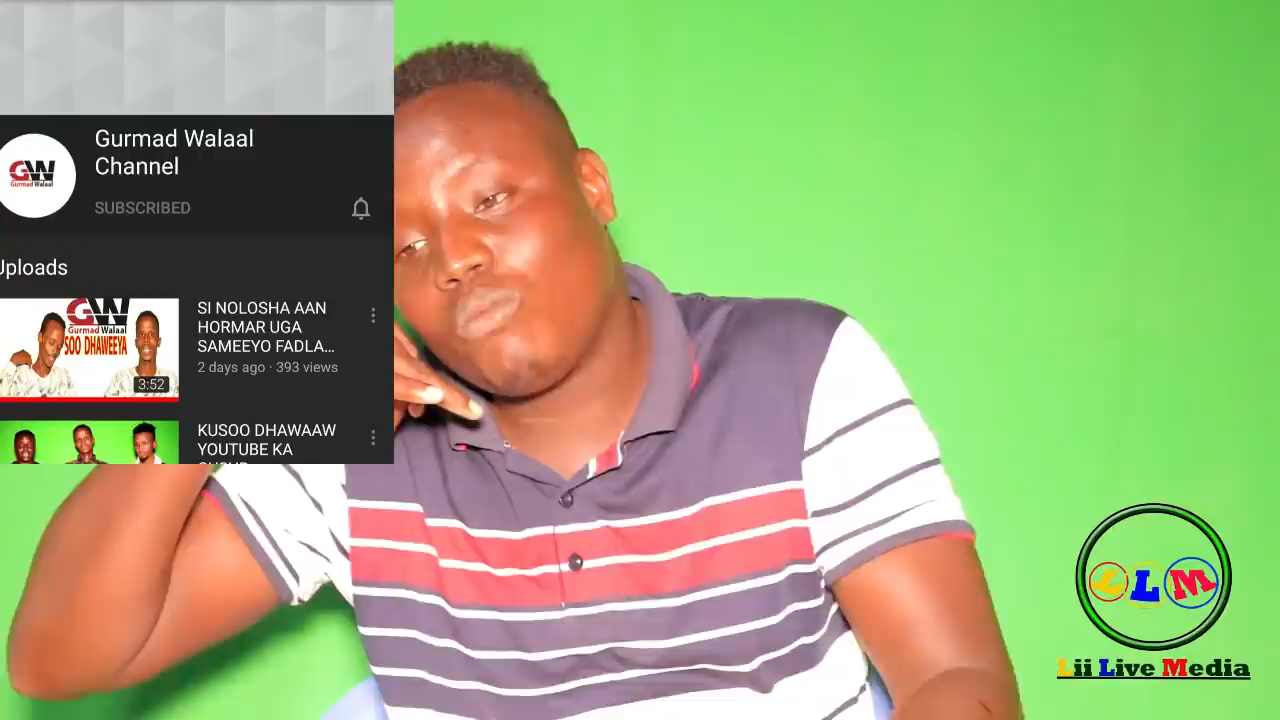 Gurmad Walaal
Channel
GW
Gurmad Walaal
SUBSCRIBED
Uploads
GW
Gurmad Walaal
SOO DHAWEEYA
3:52
SI NOLOSHA AAN
HORMAR UGA
SAMEEYO FADLA...
2 days ago · 393 views
KUSOO DHAWAAW
YOUTUBE KA
LLM
Lii Live Media